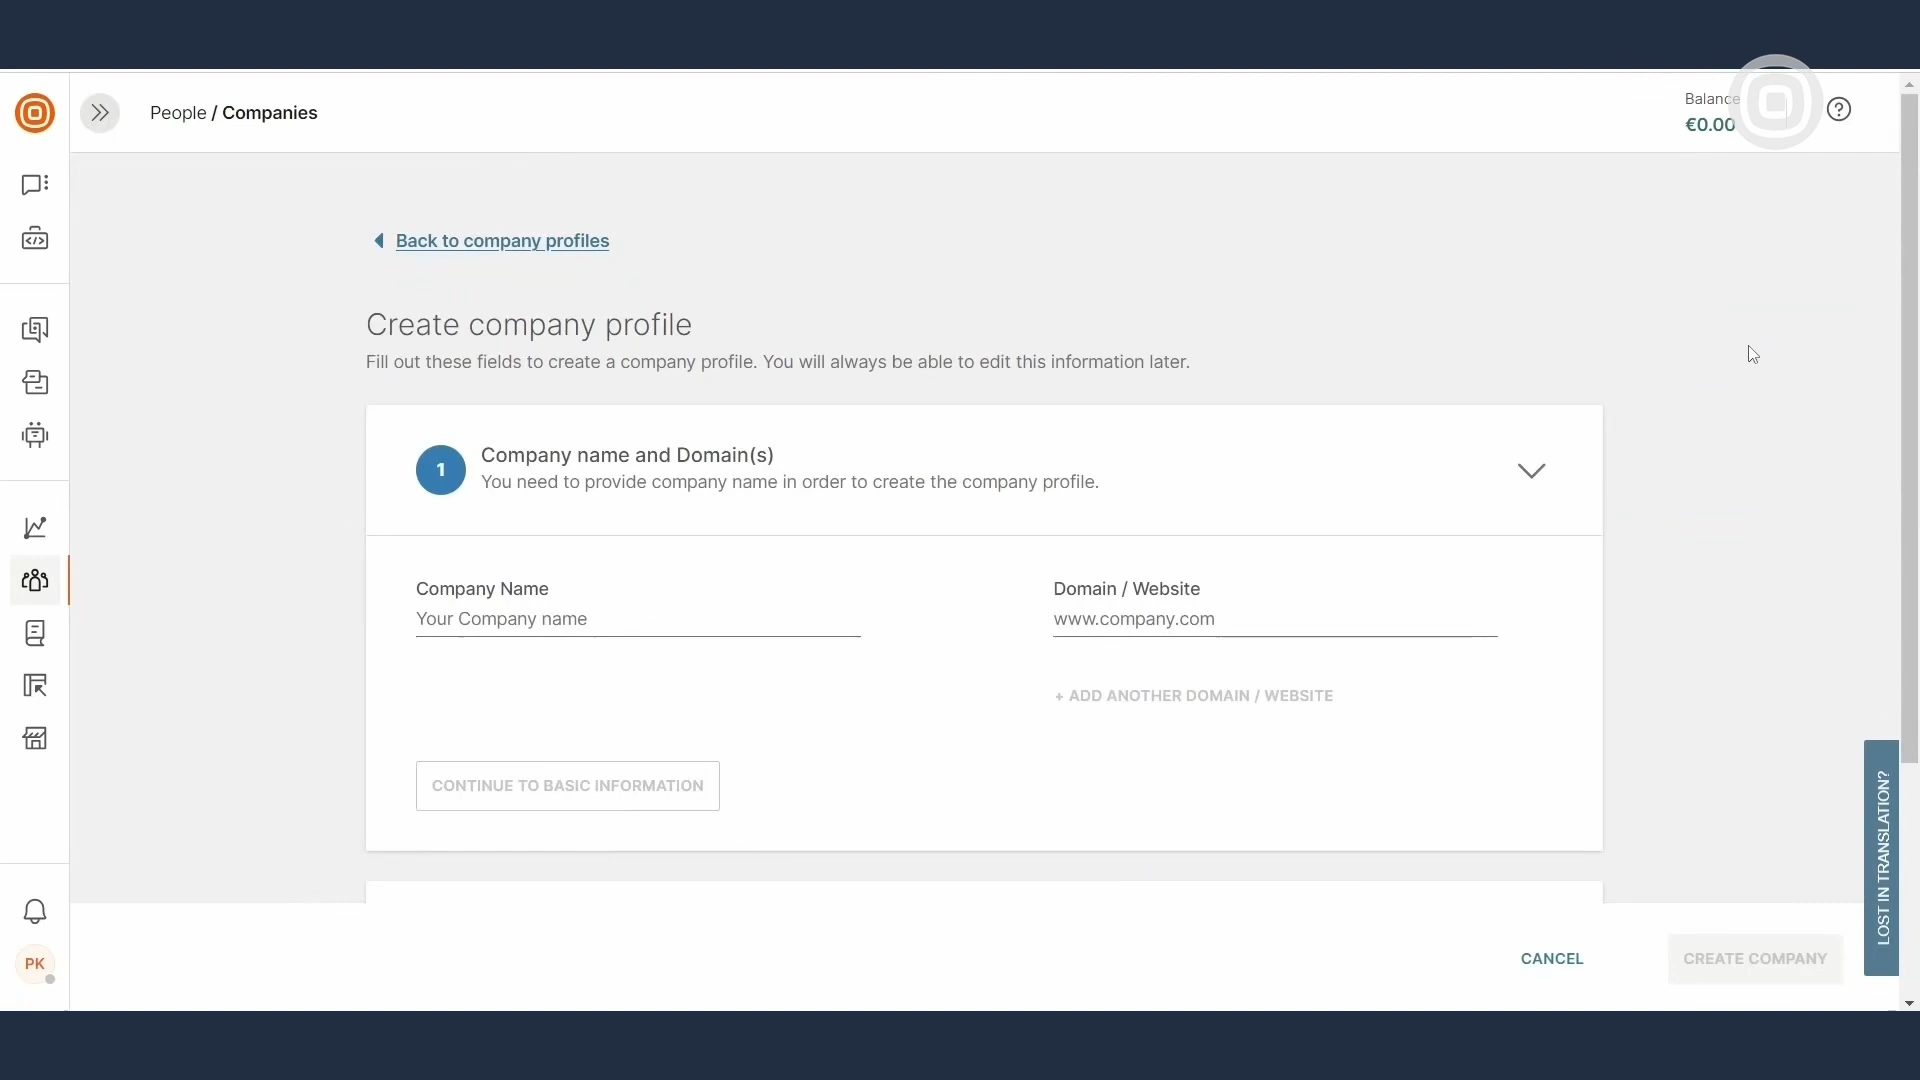 People / Companies
Balance
€0.00
Back to company profiles
Create company profile
Fill out these fields to create a company profile. You will always be able to edit this information later.
1
Company name and Domain(s)
You need to provide company name in order to create the company profile.
Company Name
Domain / Website
Your Company name
www.company.com
+ ADD ANOTHER DOMAIN / WEBSITE
CONTINUE TO BASIC INFORMATION
LOST IN TRANSLATION?
PK
CANCEL
CREATE COMPANY